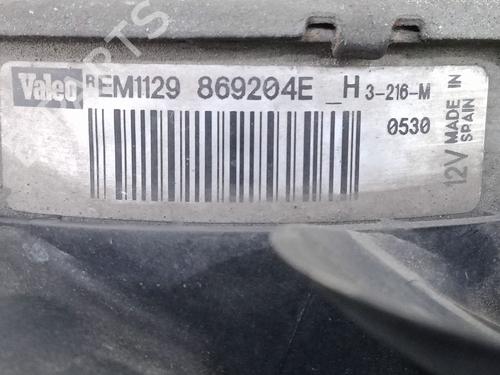 Valeo REM1129 869204E _H 3-216-M
0530
12V MADE IN SPAIN